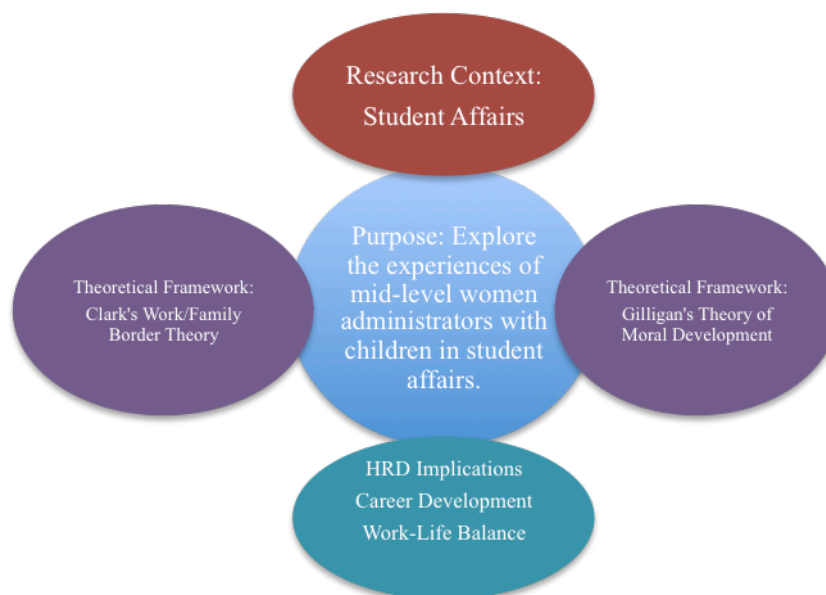 Research Context:
Student Affairs
Purpose: Explore
the experiences of
mid-level women
administrators with
children in student
affairs.
Theoretical Framework:
Clark's Work/Family
Border Theory
Theoretical Framework:
Gilligan's Theory of
Moral Development
HRD Implications
Career Development
Work-Life Balance